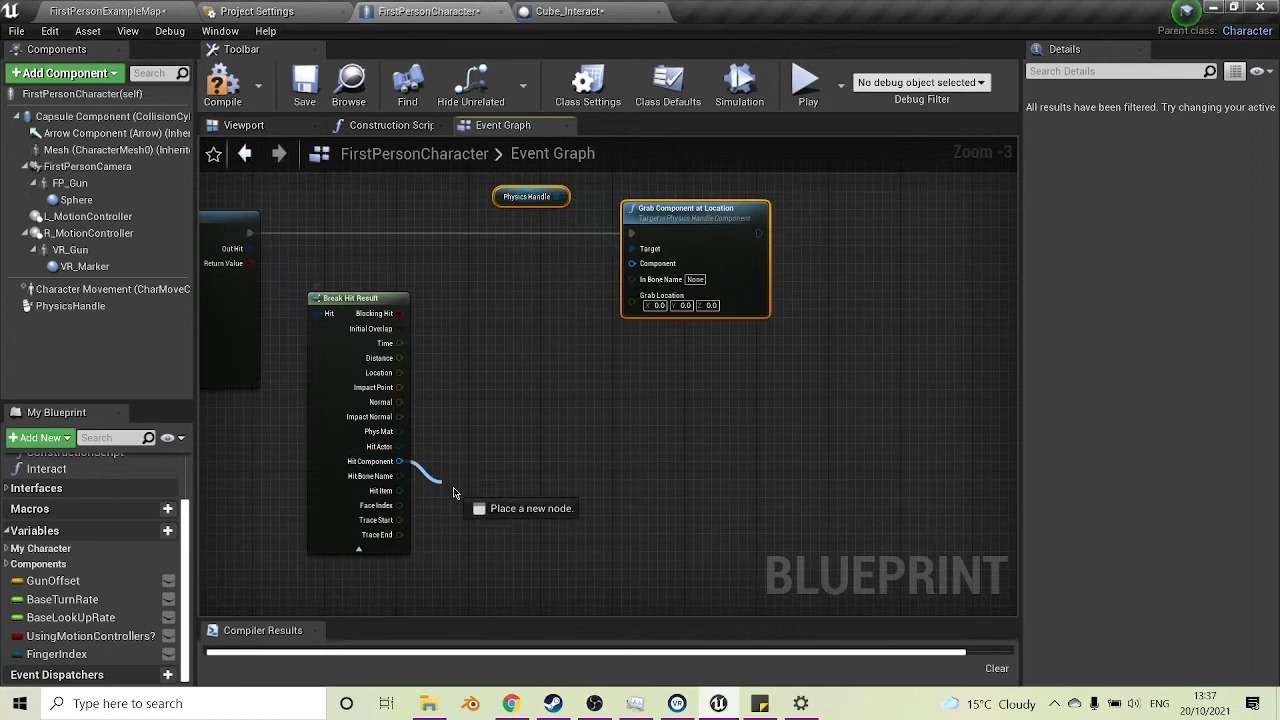 FirstPersonExampleMap*
Project Settings
FirstPersonCharacter*
Cube_Interact*
File
Edit
Asset
View
Debug
Window
Help
Parent class: Character
Components
Toolbar
Details
+Add Component
Search
FirstPersonCharacter(self)
Compile
Save
Browse
Find
Hide Unrelated
Class Settings
Class Defaults
Simulation
Play
No debug object selected
Debug Filter
Search Details
All results have been filtered. Try changing your active
Capsule Component (CollisionCyl
Arrow Component (Arrow) (Inheri
Mesh (CharacterMesh0) (Inherite
FirstPersonCamera
FP_Gun
Sphere
L_MotionController
R_MotionController
VR_Gun
VR_Marker
Character Movement (CharMoveC
PhysicsHandle
Viewport
Construction Scrip
Event Graph
FirstPersonCharacter > Event Graph
Zoom -3
Out Hit
Return Value
Physics Handle
Grab Component at Location
Target is Physics Handle Component
Target
Component
In Bone Name None
Grab Location
X 0.0 Y 0.0 Z 0.0
Break Hit Result
Hit
Blocking Hit
Initial Overlap
Time
Distance
Location
Impact Point
Normal
Impact Normal
Phys Mat
Hit Actor
Hit Component
Hit Bone Name
Hit Item
Face Index
Trace Start
Trace End
Place a new node.
BLUEPRINT
My Blueprint
+Add New
Search
ConstructionScript
Interact
Interfaces
Macros
Variables
My Character
Components
GunOffset
BaseTurnRate
BaseLookUpRate
UsingMotionControllers?
FingerIndex
Event Dispatchers
Compiler Results
Clear
Type here to search
15°C Cloudy
ENG
13:37
20/10/2021